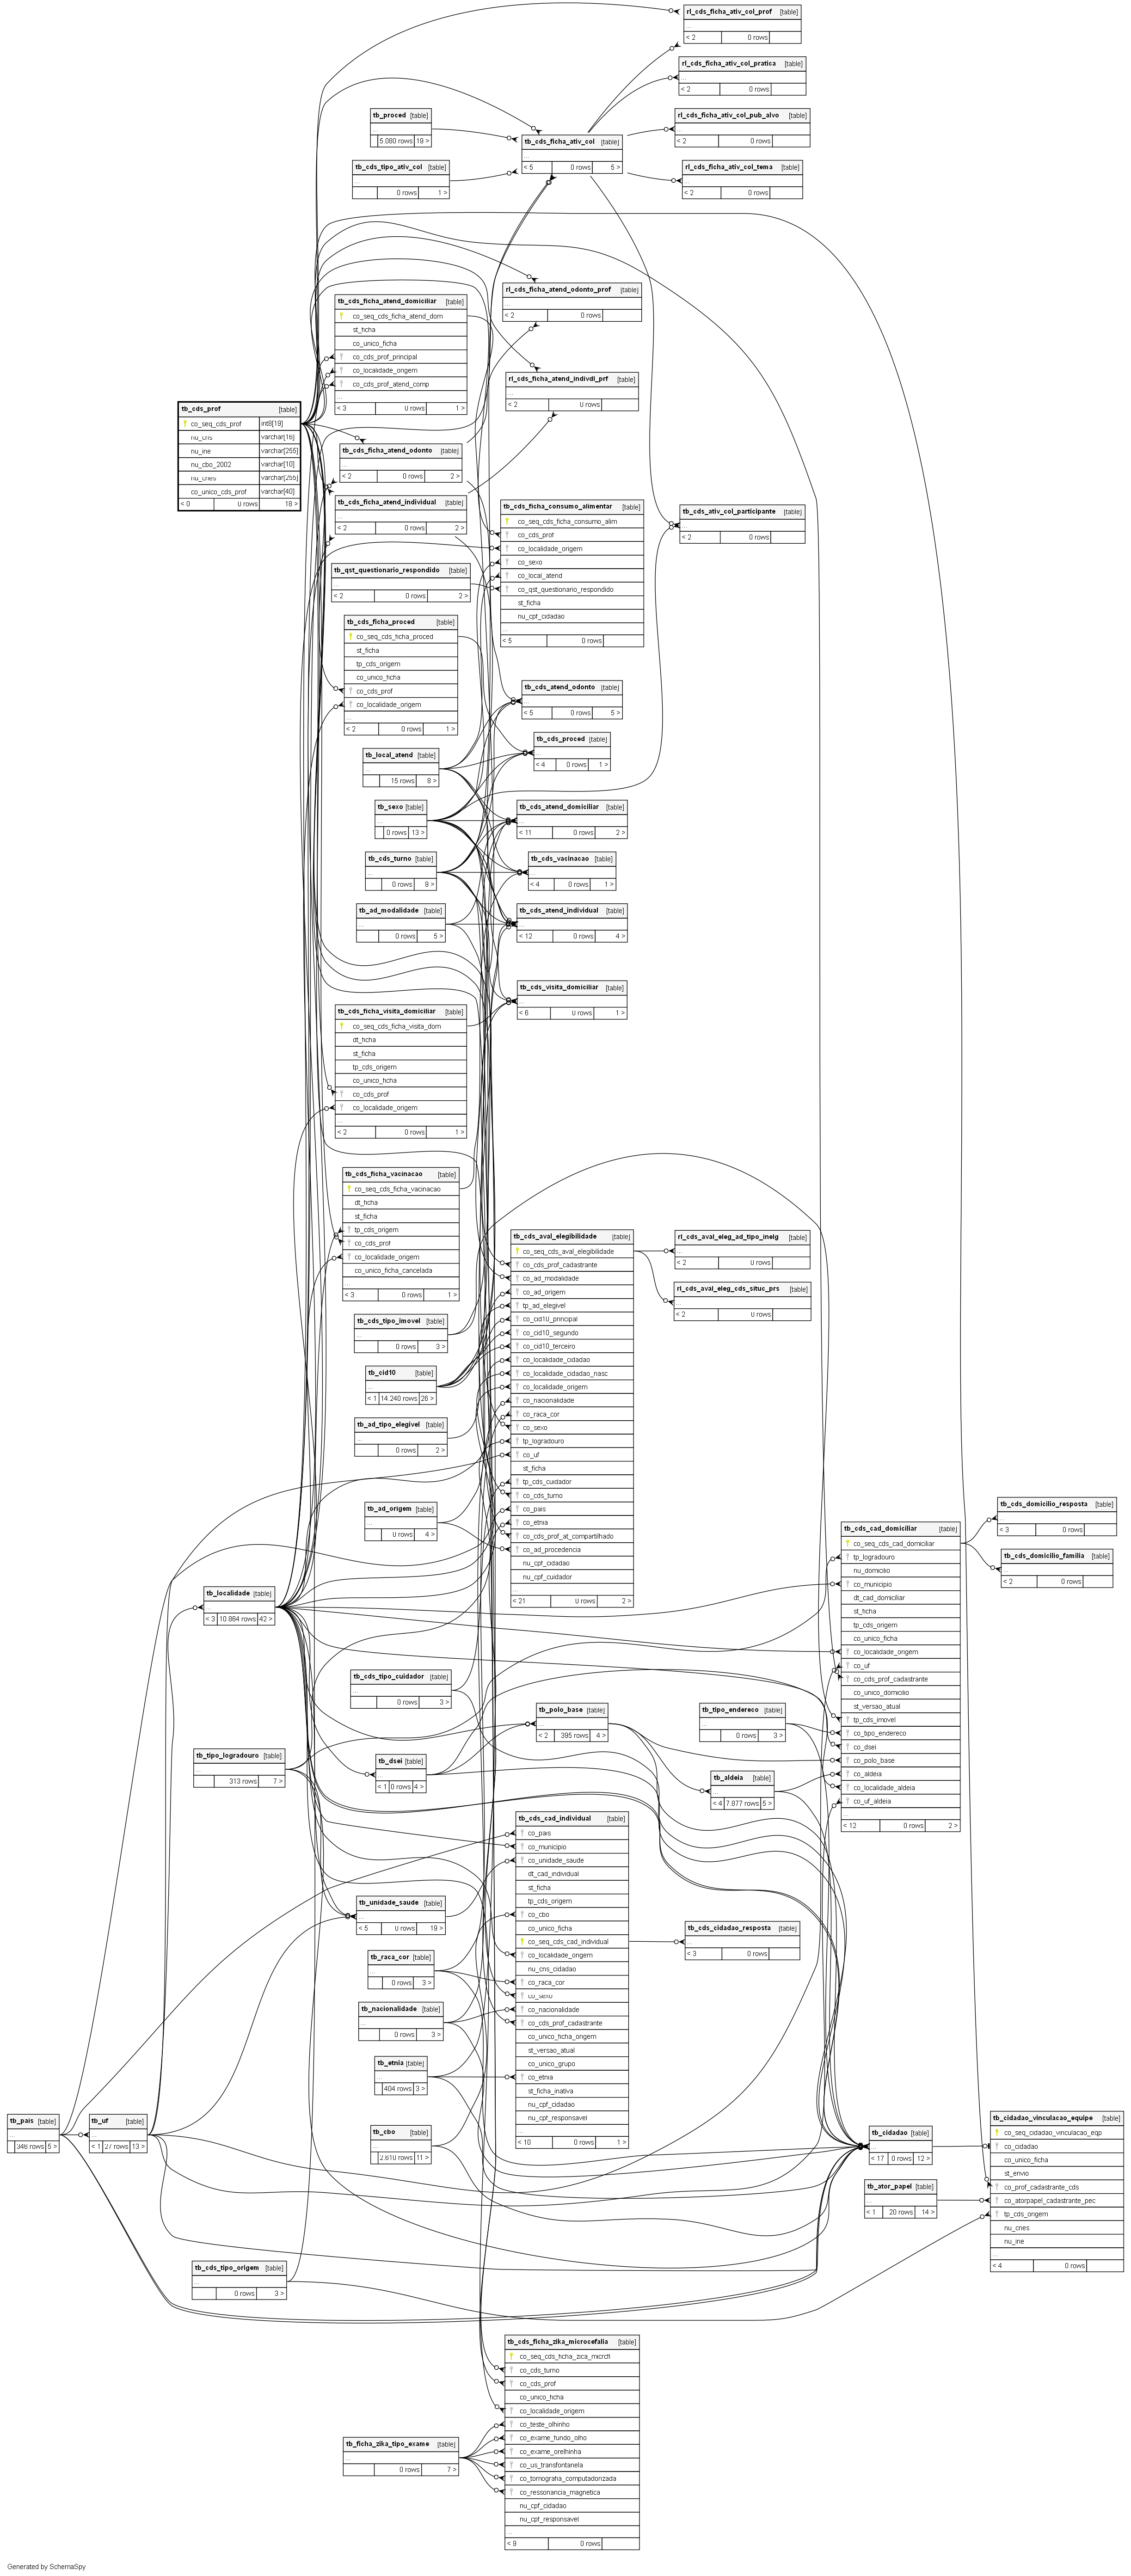 rl_cds_ficha_ativ_col_prof [table]
...
< 2 0 rows
rl_cds_ficha_ativ_col_pratica [table]
...
< 2 0 rows
tb_proced [table]
...
5.080 rows 19 >
rl_cds_ficha_ativ_col_pub_alvo [table]
...
< 2 0 rows
tb_cds_ficha_ativ_col [table]
...
< 5 0 rows 5 >
tb_cds_tipo_ativ_col [table]
...
0 rows 1 >
rl_cds_ficha_ativ_col_tema [table]
...
< 2 0 rows
rl_cds_ficha_atend_odonto_prof [table]
...
< 2 0 rows
tb_cds_ficha_atend_domiciliar [table]
co_seq_cds_ficha_atend_dom
st_ficha
co_unico_ficha
co_cds_prof_principal
co_localidade_origem
co_cds_prof_atend_comp
...
< 3 0 rows 1 >
rl_cds_ficha_atend_individl_prf [table]
...
< 2 0 rows
tb_cds_prof [table]
co_seq_cds_prof int8[19]
nu_cns varchar[16]
nu_ine varchar[255]
nu_cbo_2002 varchar[10]
nu_cnes varchar[255]
co_unico_cds_prof varchar[40]
< 0 0 rows 18 >
tb_cds_ficha_atend_odonto [table]
...
< 2 0 rows 2 >
tb_cds_ficha_atend_individual [table]
...
< 2 0 rows 2 >
tb_cds_ficha_consumo_alimentar [table]
co_seq_cds_ficha_consumo_alim
co_cds_prof
co_localidade_origem
co_sexo
co_local_atend
co_qst_questionario_respondido
st_ficha
nu_cpf_cidadao
...
< 5 0 rows
tb_cds_ativ_col_participante [table]
...
< 2 0 rows
tb_qst_questionario_respondido [table]
...
< 2 0 rows 2 >
tb_cds_ficha_proced [table]
co_seq_cds_ficha_proced
st_ficha
tp_cds_origem
co_unico_ficha
co_cds_prof
co_localidade_origem
...
< 2 0 rows 1 >
tb_cds_atend_odonto [table]
...
< 5 0 rows 5 >
tb_cds_proced [table]
...
< 4 0 rows 1 >
tb_local_atend [table]
...
15 rows 8 >
tb_sexo [table]
...
0 rows 13 >
tb_cds_atend_domiciliar [table]
...
< 11 0 rows 2 >
tb_cds_turno [table]
...
0 rows 9 >
tb_cds_vacinacao [table]
...
< 4 0 rows 1 >
tb_ad_modalidade [table]
...
0 rows 5 >
tb_cds_atend_individual [table]
...
< 12 0 rows 4 >
tb_cds_visita_domiciliar [table]
...
< 6 0 rows 1 >
tb_cds_ficha_visita_domiciliar [table]
co_seq_cds_ficha_visita_dom
dt_ficha
st_ficha
tp_cds_origem
co_unico_ficha
co_cds_prof
co_localidade_origem
...
< 2 0 rows 1 >
tb_cds_ficha_vacinacao [table]
co_seq_cds_ficha_vacinacao
dt_ficha
st_ficha
tp_cds_origem
co_cds_prof
co_localidade_origem
co_unico_ficha_cancelada
...
< 3 0 rows 1 >
tb_cds_aval_elegibilidade [table]
co_seq_cds_aval_elegibilidade
co_cds_prof_cadastrante
co_ad_modalidade
co_ad_origem
tp_ad_elegivel
co_cid10_principal
co_cid10_segundo
co_cid10_terceiro
co_localidade_cidadao
co_localidade_cidadao_nasc
co_localidade_origem
co_nacionalidade
co_raca_cor
co_sexo
tp_logradouro
co_uf
st_ficha
tp_cds_cuidador
co_cds_turno
co_pais
co_etnia
co_cds_prof_at_compartilhado
co_ad_procedencia
nu_cpf_cidadao
nu_cpf_cuidador
...
< 21 0 rows 2 >
rl_cds_aval_eleg_ad_tipo_inelg [table]
...
< 2 0 rows
rl_cds_aval_eleg_cds_situc_prs [table]
...
< 2 0 rows
tb_cds_tipo_imovel [table]
...
0 rows 3 >
tb_cid10 [table]
...
< 1 14.240 rows 26 >
tb_ad_tipo_elegivel [table]
...
0 rows 2 >
tb_ad_origem [table]
...
0 rows 4 >
tb_cds_domicilio_resposta [table]
...
< 3 0 rows
tb_cds_domicilio_familia [table]
...
< 2 0 rows
tb_cds_cad_domiciliar [table]
co_seq_cds_cad_domiciliar
tp_logradouro
nu_domicilio
co_municipio
dt_cad_domiciliar
st_ficha
tp_cds_origem
co_unico_ficha
co_localidade_origem
co_uf
co_cds_prof_cadastrante
co_unico_domicilio
st_versao_atual
tp_cds_imovel
co_tipo_endereco
co_dsei
co_polo_base
co_aldeia
co_localidade_aldeia
co_uf_aldeia
...
< 12 0 rows 2 >
tb_localidade [table]
...
< 3 10.864 rows 42 >
tb_cds_tipo_cuidador [table]
...
0 rows 3 >
tb_polo_base [table]
...
< 2 395 rows 4 >
tb_tipo_endereco [table]
...
0 rows 3 >
tb_tipo_logradouro [table]
...
313 rows 7 >
tb_dsei [table]
...
< 1 0 rows 4 >
tb_aldeia [table]
...
< 4 7.877 rows 5 >
tb_cds_cad_individual [table]
co_pais
co_municipio
co_unidade_saude
dt_cad_individual
st_ficha
tp_cds_origem
co_cbo
co_unico_ficha
co_seq_cds_cad_individual
co_localidade_origem
nu_cns_cidadao
co_raca_cor
co_sexo
co_nacionalidade
co_cds_prof_cadastrante
co_unico_ficha_origem
st_versao_atual
co_unico_grupo
co_etnia
st_ficha_inativa
nu_cpf_cidadao
nu_cpf_responsavel
...
< 10 0 rows 1 >
tb_unidade_saude [table]
...
< 5 0 rows 19 >
tb_cds_cidadao_resposta [table]
...
< 3 0 rows
tb_raca_cor [table]
...
0 rows 3 >
tb_nacionalidade [table]
...
0 rows 3 >
tb_etnia [table]
...
404 rows 3 >
tb_pais [table]
...
346 rows 5 >
tb_uf [table]
...
< 1 27 rows 13 >
tb_cbo [table]
...
2.610 rows 11 >
tb_cidadao [table]
...
< 17 0 rows 12 >
tb_cidadao_vinculacao_equipe [table]
co_seq_cidadao_vinculacao_eqp
co_cidadao
co_unico_ficha
st_envio
co_prof_cadastrante_cds
co_atorpapel_cadastrante_pec
tp_cds_origem
nu_cnes
nu_ine
...
< 4 0 rows
tb_ator_papel [table]
...
< 1 20 rows 14 >
tb_cds_tipo_origem [table]
...
0 rows 3 >
tb_cds_ficha_zika_microcefalia [table]
co_seq_cds_ficha_zica_microfl
co_cds_turno
co_cds_prof
co_unico_ficha
co_localidade_origem
co_teste_olhinho
co_exame_fundo_olho
co_exame_orelhinha
co_us_transfontanela
co_tomografia_computadorizada
co_ressonancia_magnetica
nu_cpf_cidadao
nu_cpf_responsavel
...
< 9 0 rows
tb_ficha_zika_tipo_exame [table]
...
0 rows 7 >
Generated by SchemaSpy